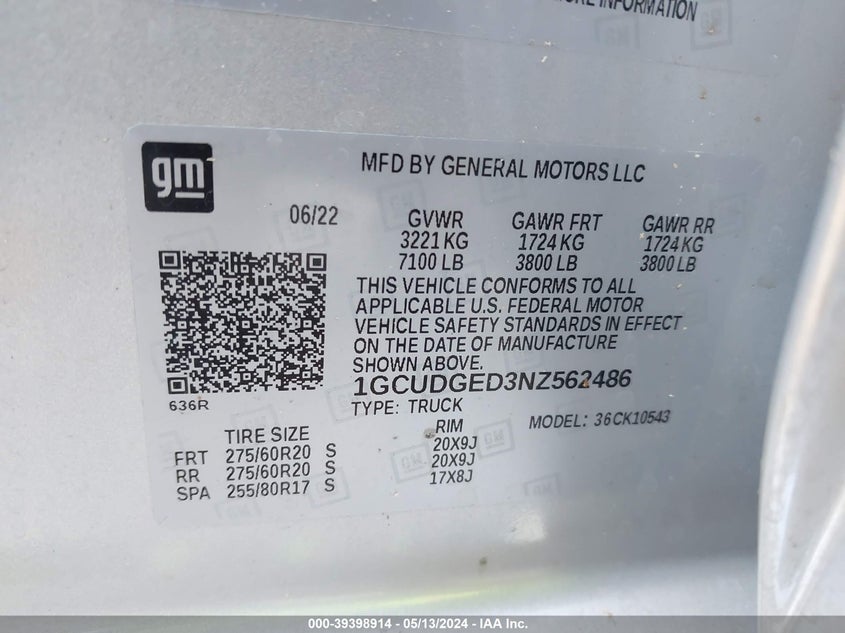 MORE INFORMATION
gm
MFD BY GENERAL MOTORS LLC
06/22 GVWR GAWR FRT GAWR RR
3221 KG 1724 KG 1724 KG
7100 LB 3800 LB 3800 LB
THIS VEHICLE CONFORMS TO ALL
APPLICABLE U.S. FEDERAL MOTOR
VEHICLE SAFETY STANDARDS IN EFFECT
ON THE DATE OF MANUFACTURE
SHOWN ABOVE.
1GCUDGED3NZ562486
636R
TYPE: TRUCK
MODEL: 36CK10543
TIRE SIZE RIM
FRT 275/60R20 S 20X9J
RR 275/60R20 S 20X9J
SPA 255/80R17 S 17X8J
000-39398914 - 05/13/2024 - IAA Inc.